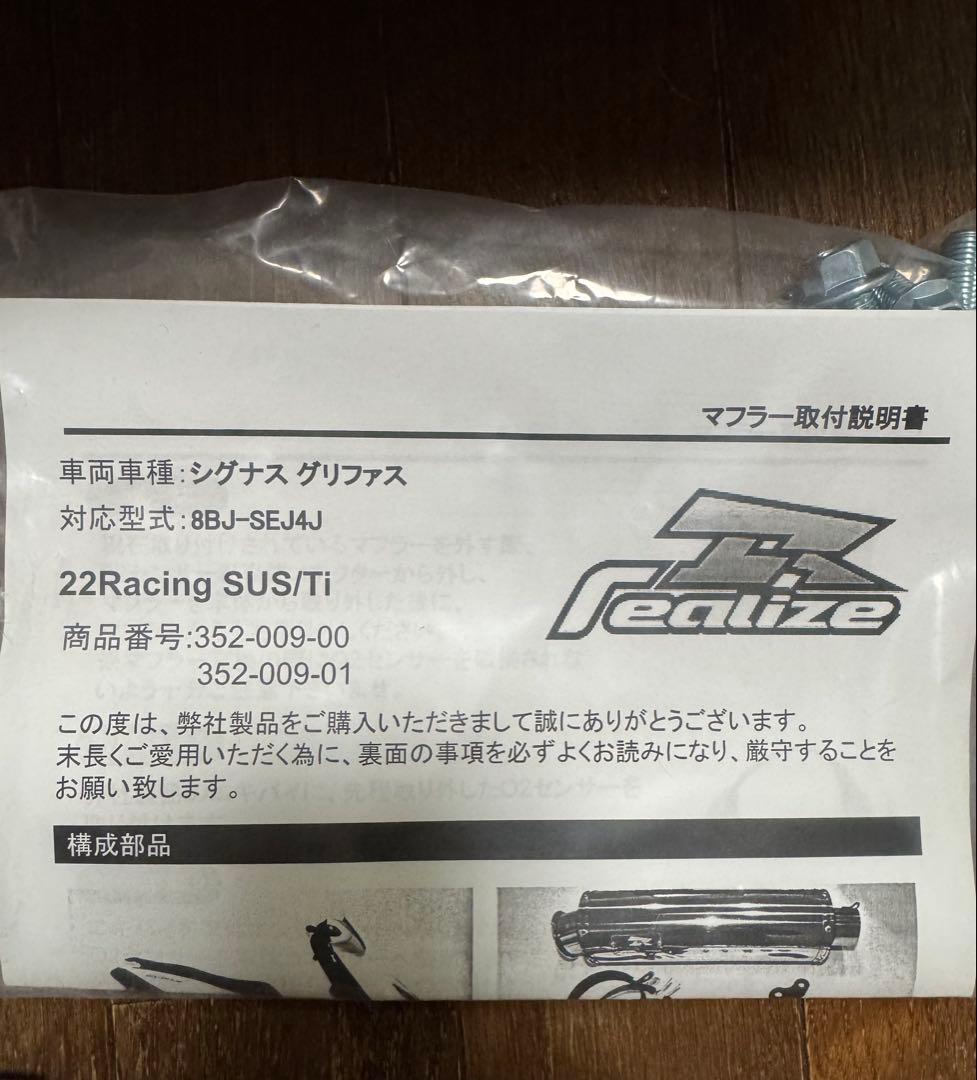 マフラー取付説明書
車両車種:シグナス グリファス
対応型式:8BJ-SEJ4J
22Racing SUS/Ti
realize
商品番号:352-009-00
352-009-01
この度は、弊社製品をご購入いただきまして誠にありがとうございます。
末長くご愛用いただく為に、裏面の事項を必ずよくお読みになり、厳守することを
お願い致します。
構成部品